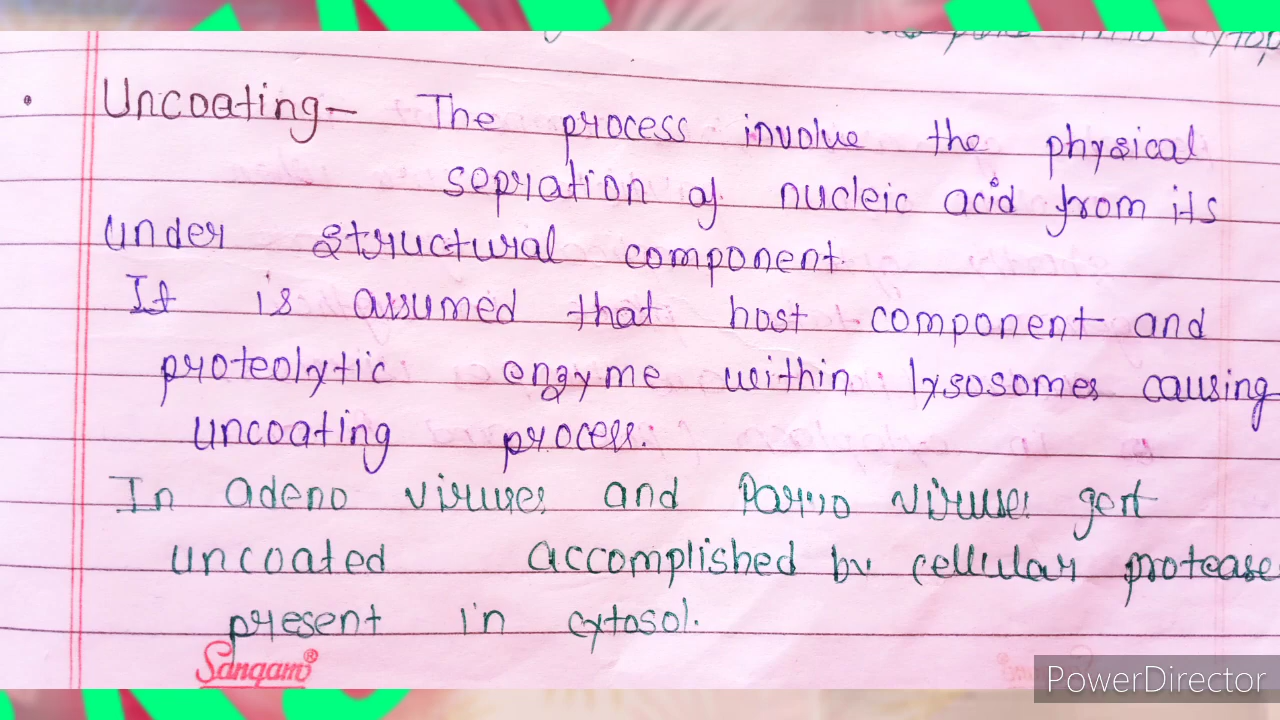 Uncoating- The process involve the physical
sepration of nucleic acid from its
under structural component.
It is assumed that host component and
proteolytic enzyme within lysosomes causing
uncoating process.
In adeno viruses and Parvo viruses get
uncoated accomplished by cellular protease
present in cytosol.
Sangam®
PowerDirector